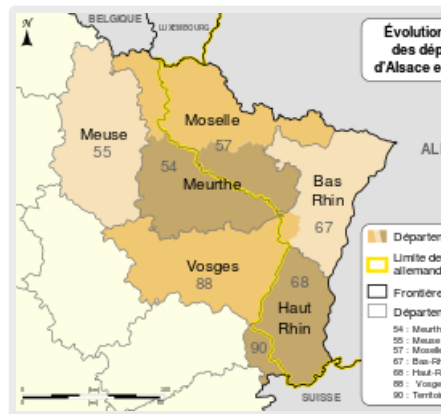 N
BELGIQUE
LUXEMBOURG
Évolution
des dép
d'Alsace e
Moselle
57
Meuse
55
54
Meurthe
ALL
Bas
Rhin
67
Vosges
88
68
Haut
Rhin
90
SUISSE
Départem
Limite de
allemand
Frontière
Départem
54 : Meurth
55 : Meuse
57 : Moselle
67 : Bas-Rh
68 : Haut-R
88 : Vosge
90 : Territo